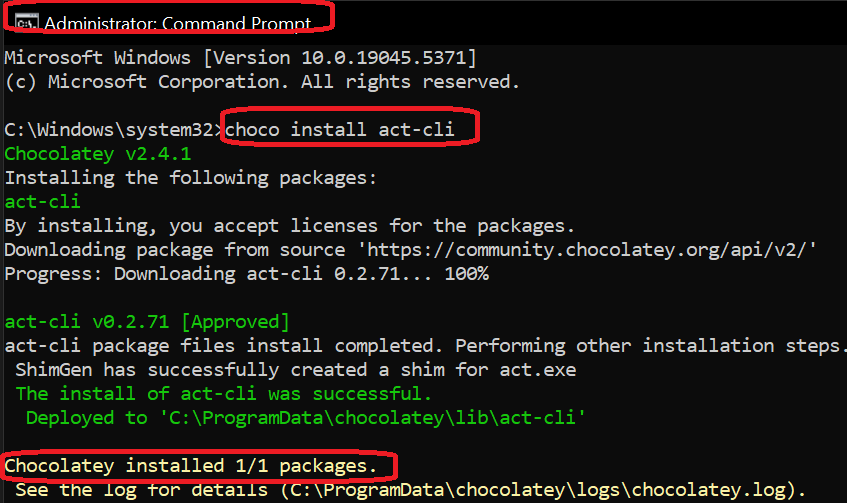 Administrator: Command Prompt
Microsoft Windows [Version 10.0.19045.5371]
(c) Microsoft Corporation. All rights reserved.
C:\Windows\system32>choco install act-cli
Chocolatey v2.4.1
Installing the following packages:
act-cli
By installing, you accept licenses for the packages.
Downloading package from source 'https://community.chocolatey.org/api/v2/'
Progress: Downloading act-cli 0.2.71... 100%
act-cli v0.2.71 [Approved]
act-cli package files install completed. Performing other installation steps.
ShimGen has successfully created a shim for act.exe
The install of act-cli was successful.
Deployed to 'C:\ProgramData\chocolatey\lib\act-cli'
Chocolatey installed 1/1 packages.
See the log for details (C:\ProgramData\chocolatey\logs\chocolatey.log).